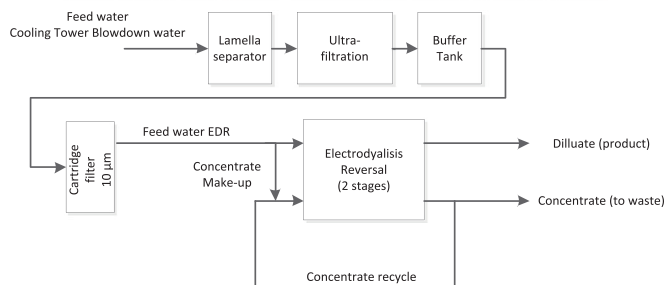 Feed water
Cooling Tower Blowdown water
Lamella
separator
Ultra-
filtration
Buffer
Tank
Cartridge
filter
10 µm
Feed water EDR
Concentrate
Make-up
Electrodyalisis
Reversal
(2 stages)
Dilluate (product)
Concentrate (to waste)
Concentrate recycle